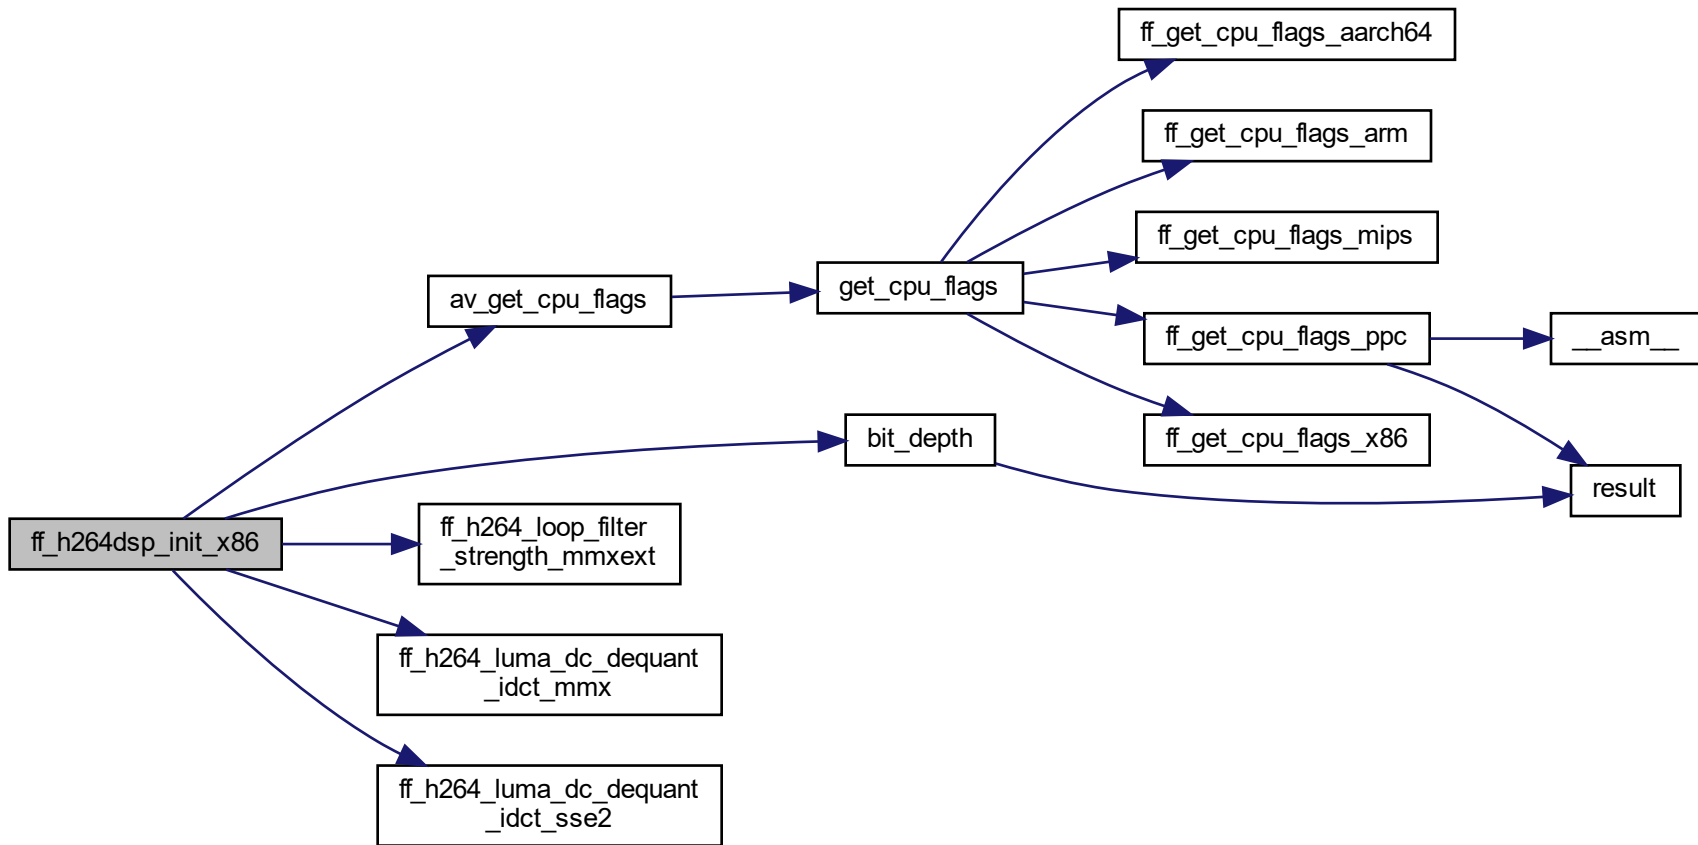 ff_get_cpu_flags_aarch64
ff_get_cpu_flags_arm
ff_get_cpu_flags_mips
av_get_cpu_flags
get_cpu_flags
ff_get_cpu_flags_ppc
__asm__
bit_depth
ff_get_cpu_flags_x86
result
ff_h264dsp_init_x86
ff_h264_loop_filter
_strength_mmxext
ff_h264_luma_dc_dequant
_idct_mmx
ff_h264_luma_dc_dequant
_idct_sse2